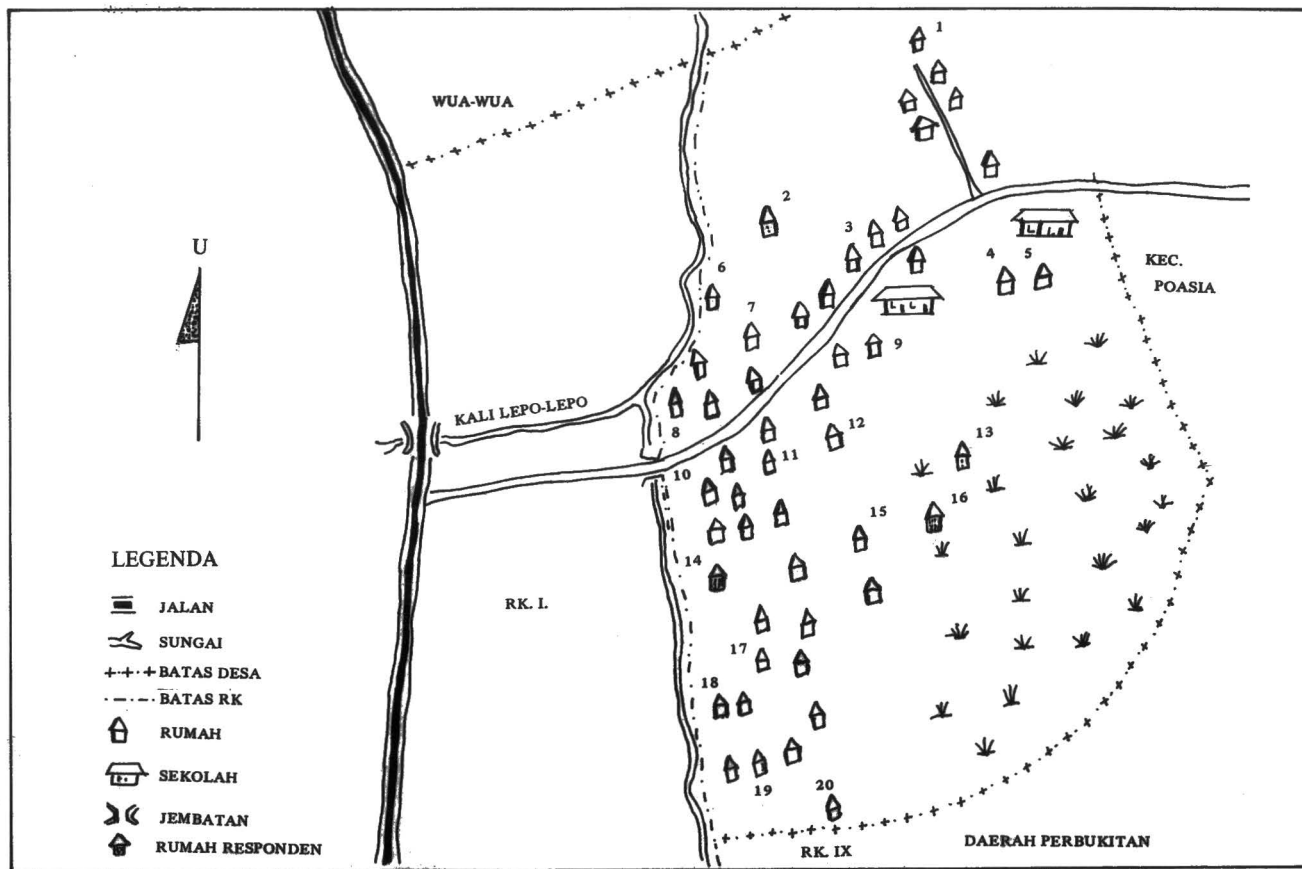 1
WUA-WUA
2
U
3
4
5
KEC.
POASIA
6
7
9
KALI LEPO-LEPO
8
12
13
11
10
16
15
LEGENDA
14
JALAN
RK. I.
SUNGAI
BATAS DESA
17
BATAS RK
18
RUMAH
SEKOLAH
19
20
JEMBATAN
RUMAH RESPONDEN
RK. IX
DAERAH PERBUKITAN